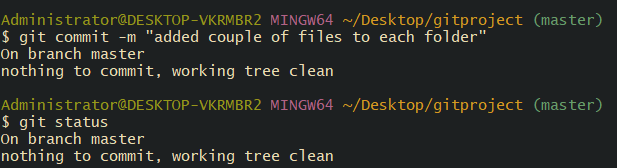 Administrator@DESKTOP-VKRMBR2 MINGW64 ~/Desktop/gitproject (master)
$ git commit -m "added couple of files to each folder"
On branch master
nothing to commit, working tree clean
Administrator@DESKTOP-VKRMBR2 MINGW64 ~/Desktop/gitproject (master)
$ git status
On branch master
nothing to commit, working tree clean